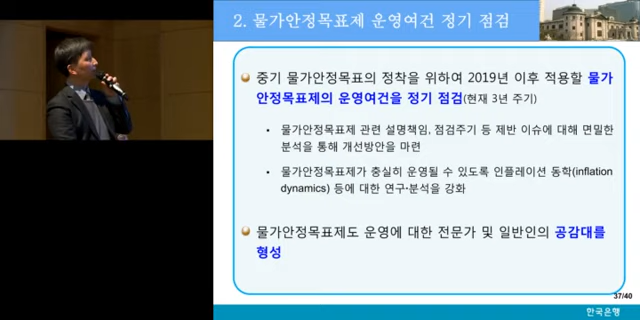 2. 물가안정목표제 운영여건 정기 점검
중기 물가안정목표의 정착을 위하여 2019년 이후 적용할 물가
안정목표제의 운영여건을 정기 점검(현재 3년 주기)
• 물가안정목표제 관련 설명책임, 점검주기 등 제반 이슈에 대해 면밀한
분석을 통해 개선방안을 마련
• 물가안정목표제가 충실히 운영될 수 있도록 인플레이션 동학(inflation
dynamics) 등에 대한 연구·분석을 강화
물가안정목표제도 운영에 대한 전문가 및 일반인의 공감대를
형성
37/40
한국은행